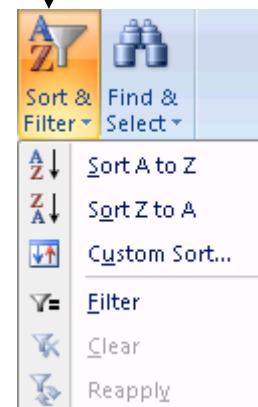 Sort & Find &
Filter Select
Sort A to Z
Sort Z to A
Custom Sort...
Filter
Clear
Reapply